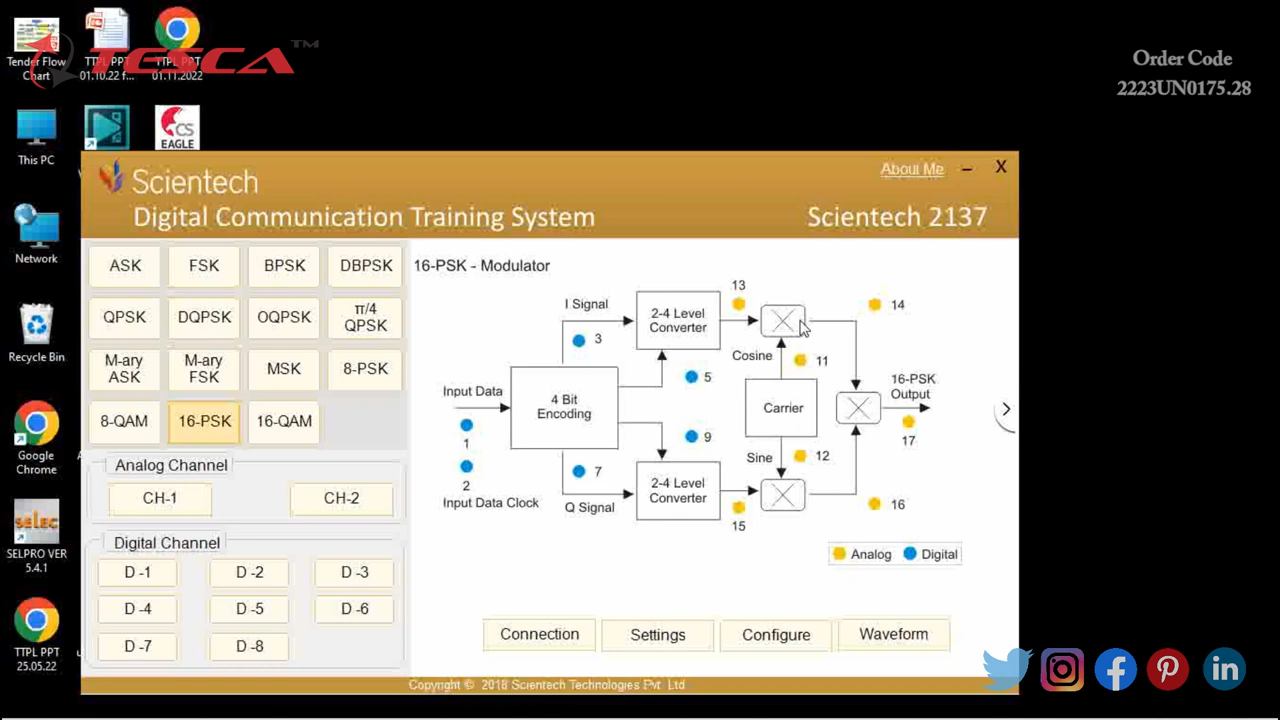 Tender Flow
Chart
TTPL PPT
01.10.22 f...
TTPL PPT
01.11.2022
TESCA™
Order Code
2223UN0175.28
This PC
CS
EAGLE
Network
Recycle Bin
Google
Chrome
selec
SELPRO VER
5.4.1
TTPL PPT
25.05.22
About Me
–
X
Scientech
Digital Communication Training System
Scientech 2137
ASK
FSK
BPSK
DBPSK
QPSK
DQPSK
OQPSK
π/4
QPSK
M-ary
ASK
M-ary
FSK
MSK
8-PSK
8-QAM
16-PSK
16-QAM
Analog Channel
CH-1
CH-2
Digital Channel
D -1
D -2
D -3
D -4
D -5
D -6
D -7
D -8
16-PSK - Modulator
13
I Signal
2-4 Level
Converter
14
3
Cosine
11
5
16-PSK
Output
Input Data
4 Bit
Encoding
Carrier
17
1
9
Sine
12
2
7
2-4 Level
Converter
Input Data Clock
Q Signal
15
16
Analog
Digital
Connection
Settings
Configure
Waveform
Copyright © 2018 Scientech Technologies Pvt. Ltd